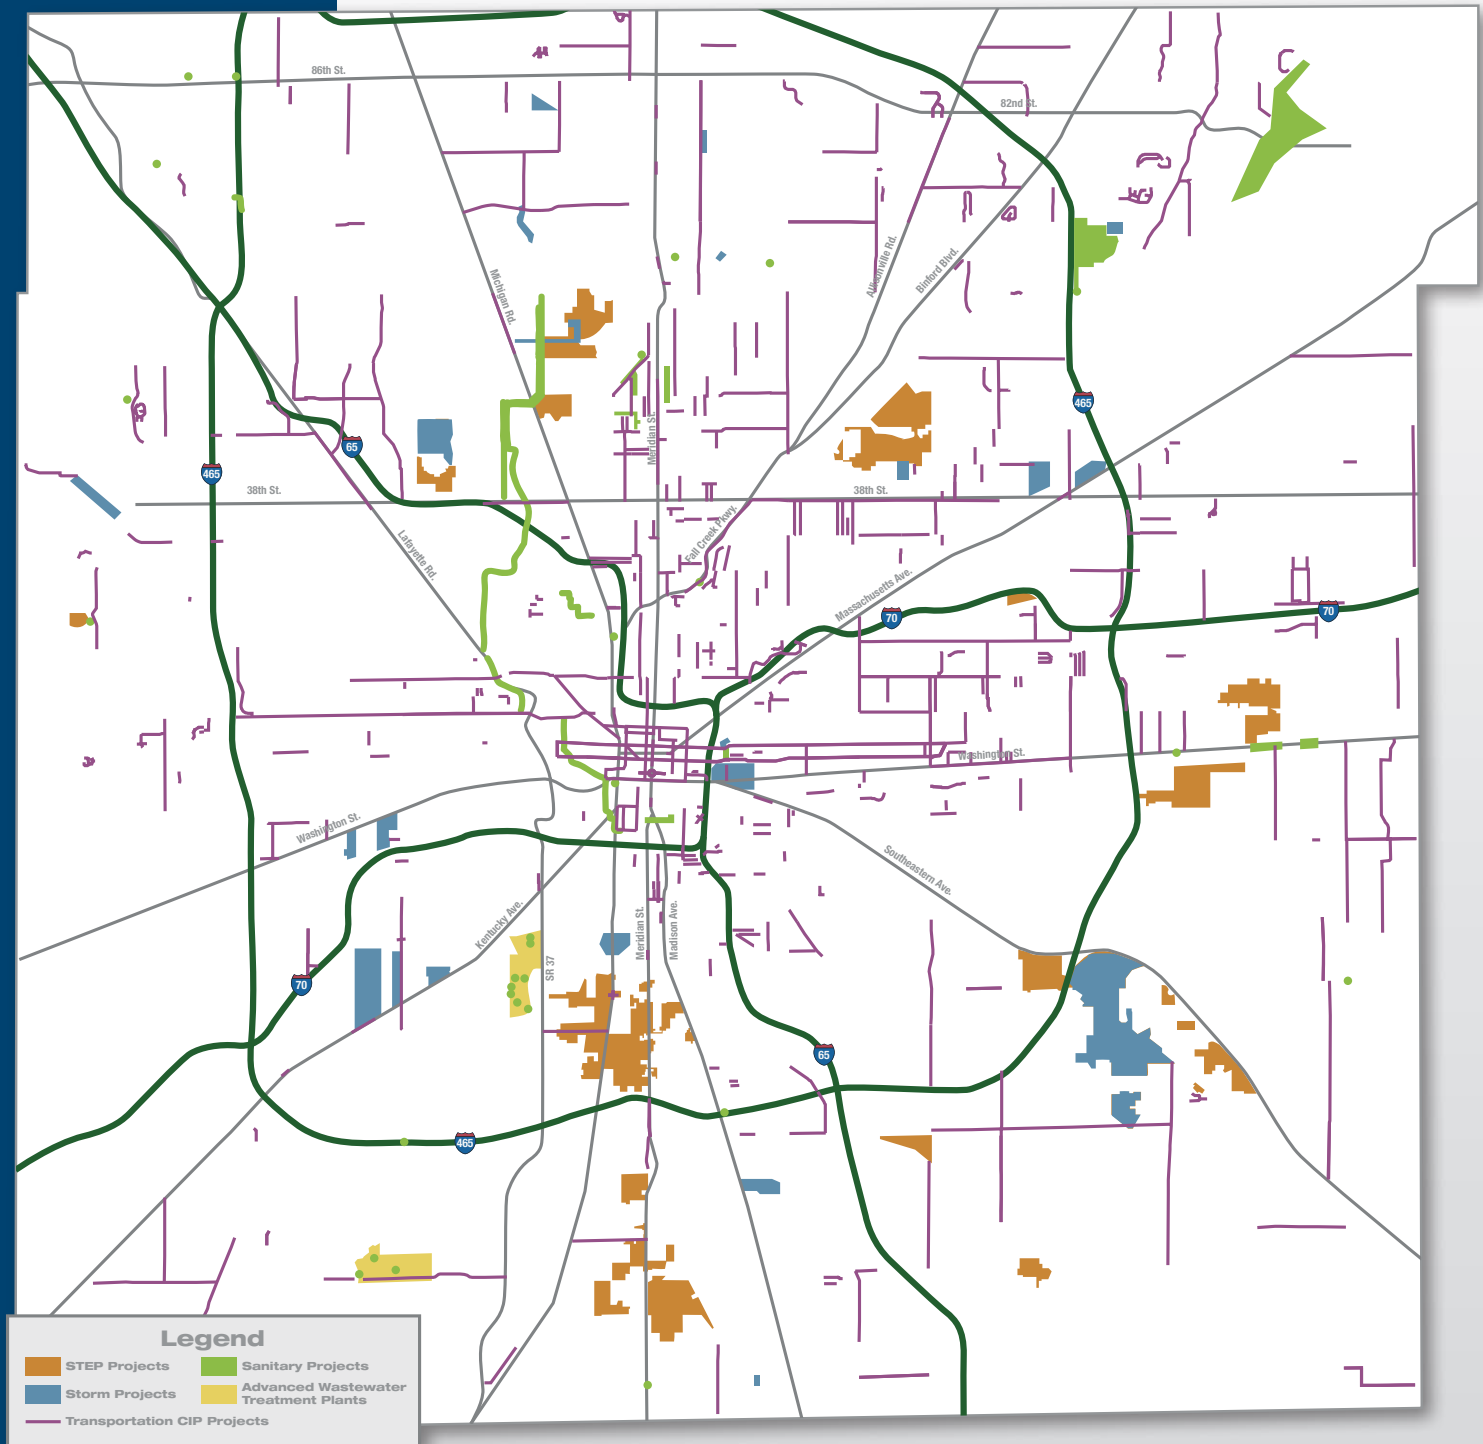 86th St.
82nd St.
Michigan Rd.
Allisonville Rd.
Binford Blvd.
465
65
Meridian St.
465
38th St.
38th St.
Lafayette Rd.
Fall Creek Pkwy.
Massachusetts Ave.
70
70
Washington St.
Washington St.
Southeastern Ave.
Kentucky Ave.
Meridian St.
Madison Ave.
SR 37
70
65
465
Legend
STEP Projects
Sanitary Projects
Storm Projects
Advanced Wastewater
Treatment Plants
Transportation CIP Projects